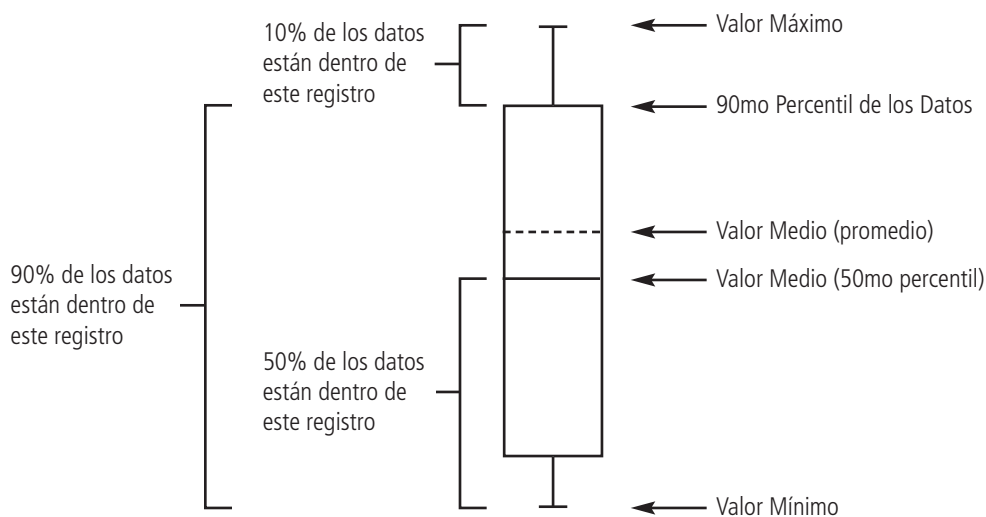 10% de los datos
están dentro de
este registro
Valor Máximo
90mo Percentil de los Datos
Valor Medio (promedio)
90% de los datos
están dentro de
este registro
Valor Medio (50mo percentil)
50% de los datos
están dentro de
este registro
Valor Mínimo